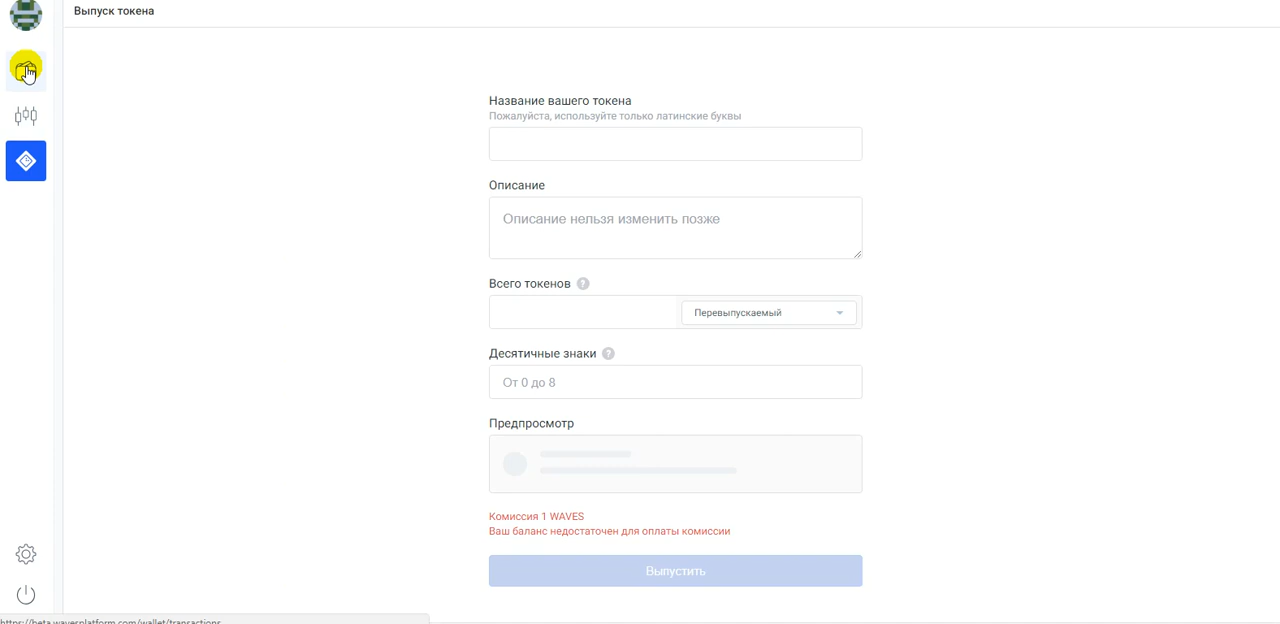 Выпуск токена
Название вашего токена
Пожалуйста, используйте только латинские буквы
Описание
Описание нельзя изменить позже
Всего токенов ?
Перевыпускаемый
Десятичные знаки ?
От 0 до 8
Предпросмотр
Комиссия 1 WAVES
Ваш баланс недостаточен для оплаты комиссии
Выпустить
https://beta.wavesplatform.com/wallet/transactions